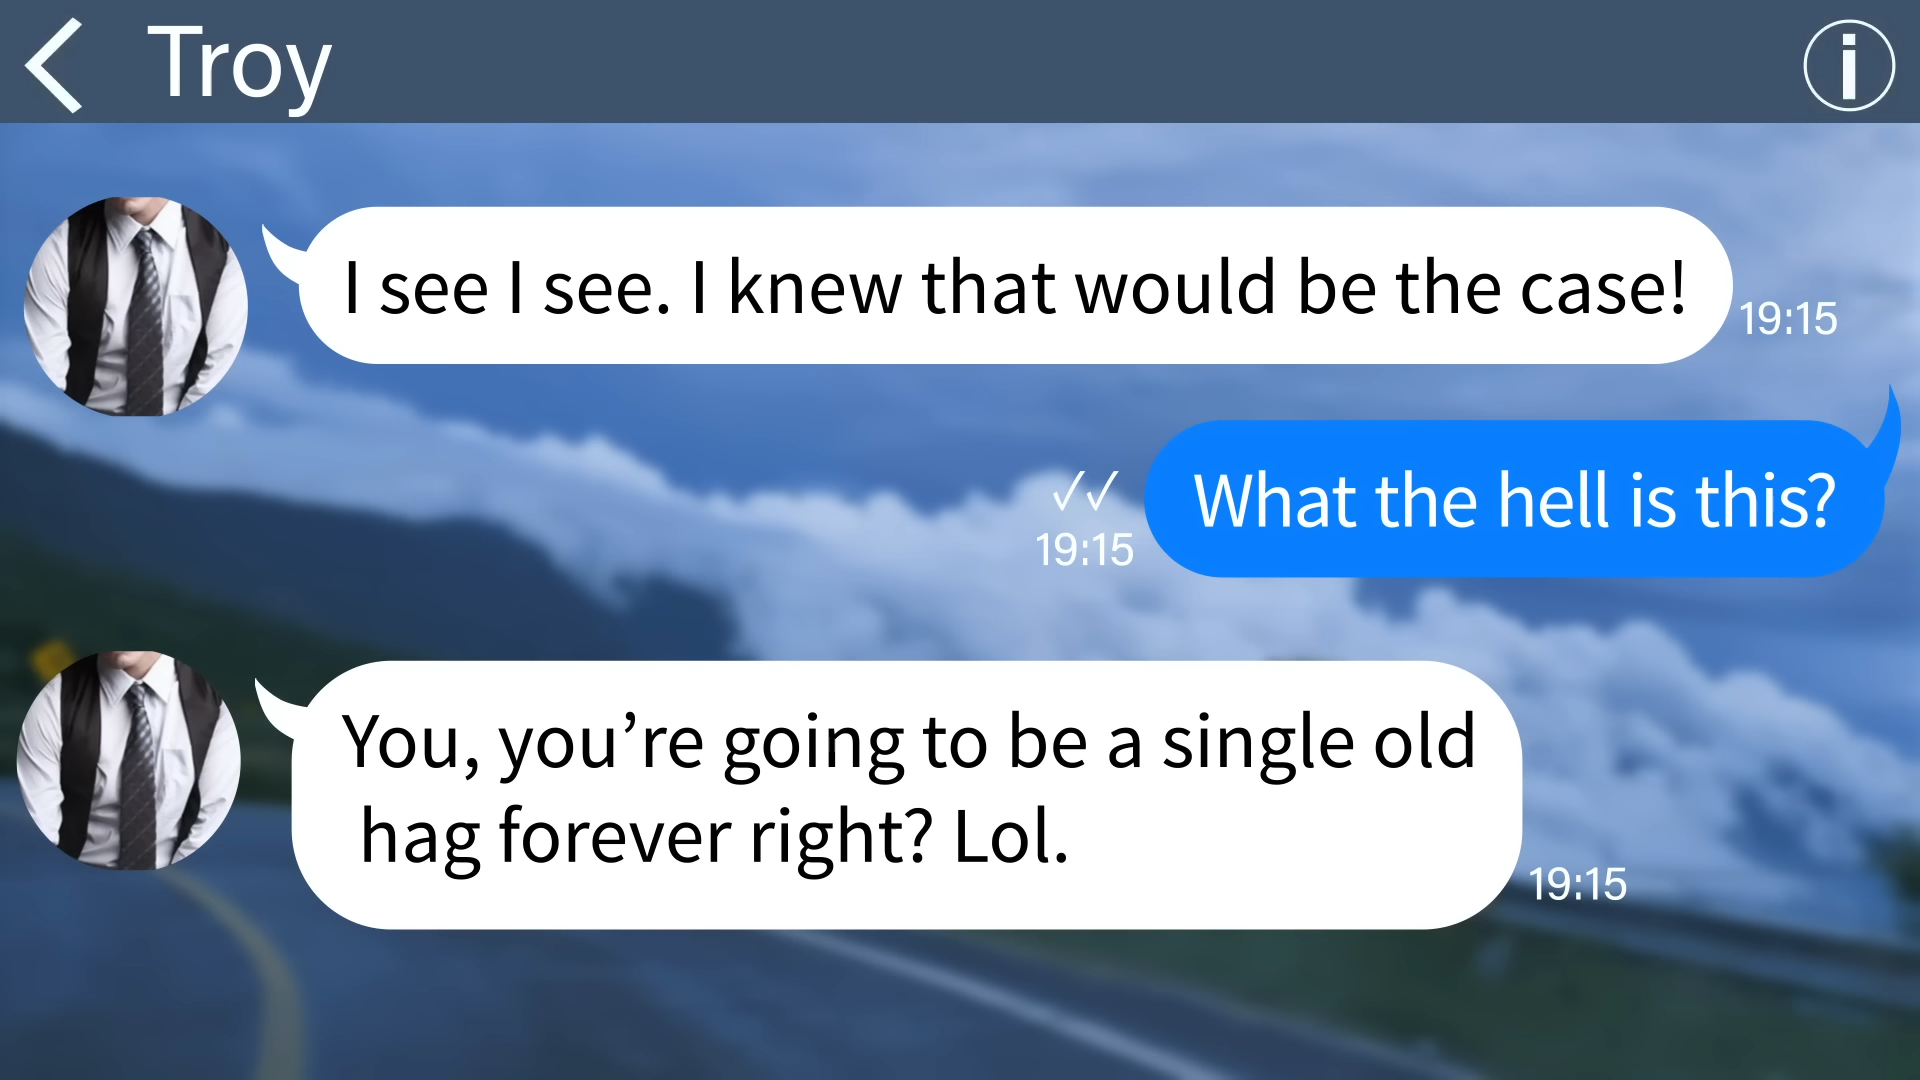 Troy
I see I see. I knew that would be the case!
19:15
What the hell is this?
✓✓
19:15
You, you’re going to be a single old
hag forever right? Lol.
19:15